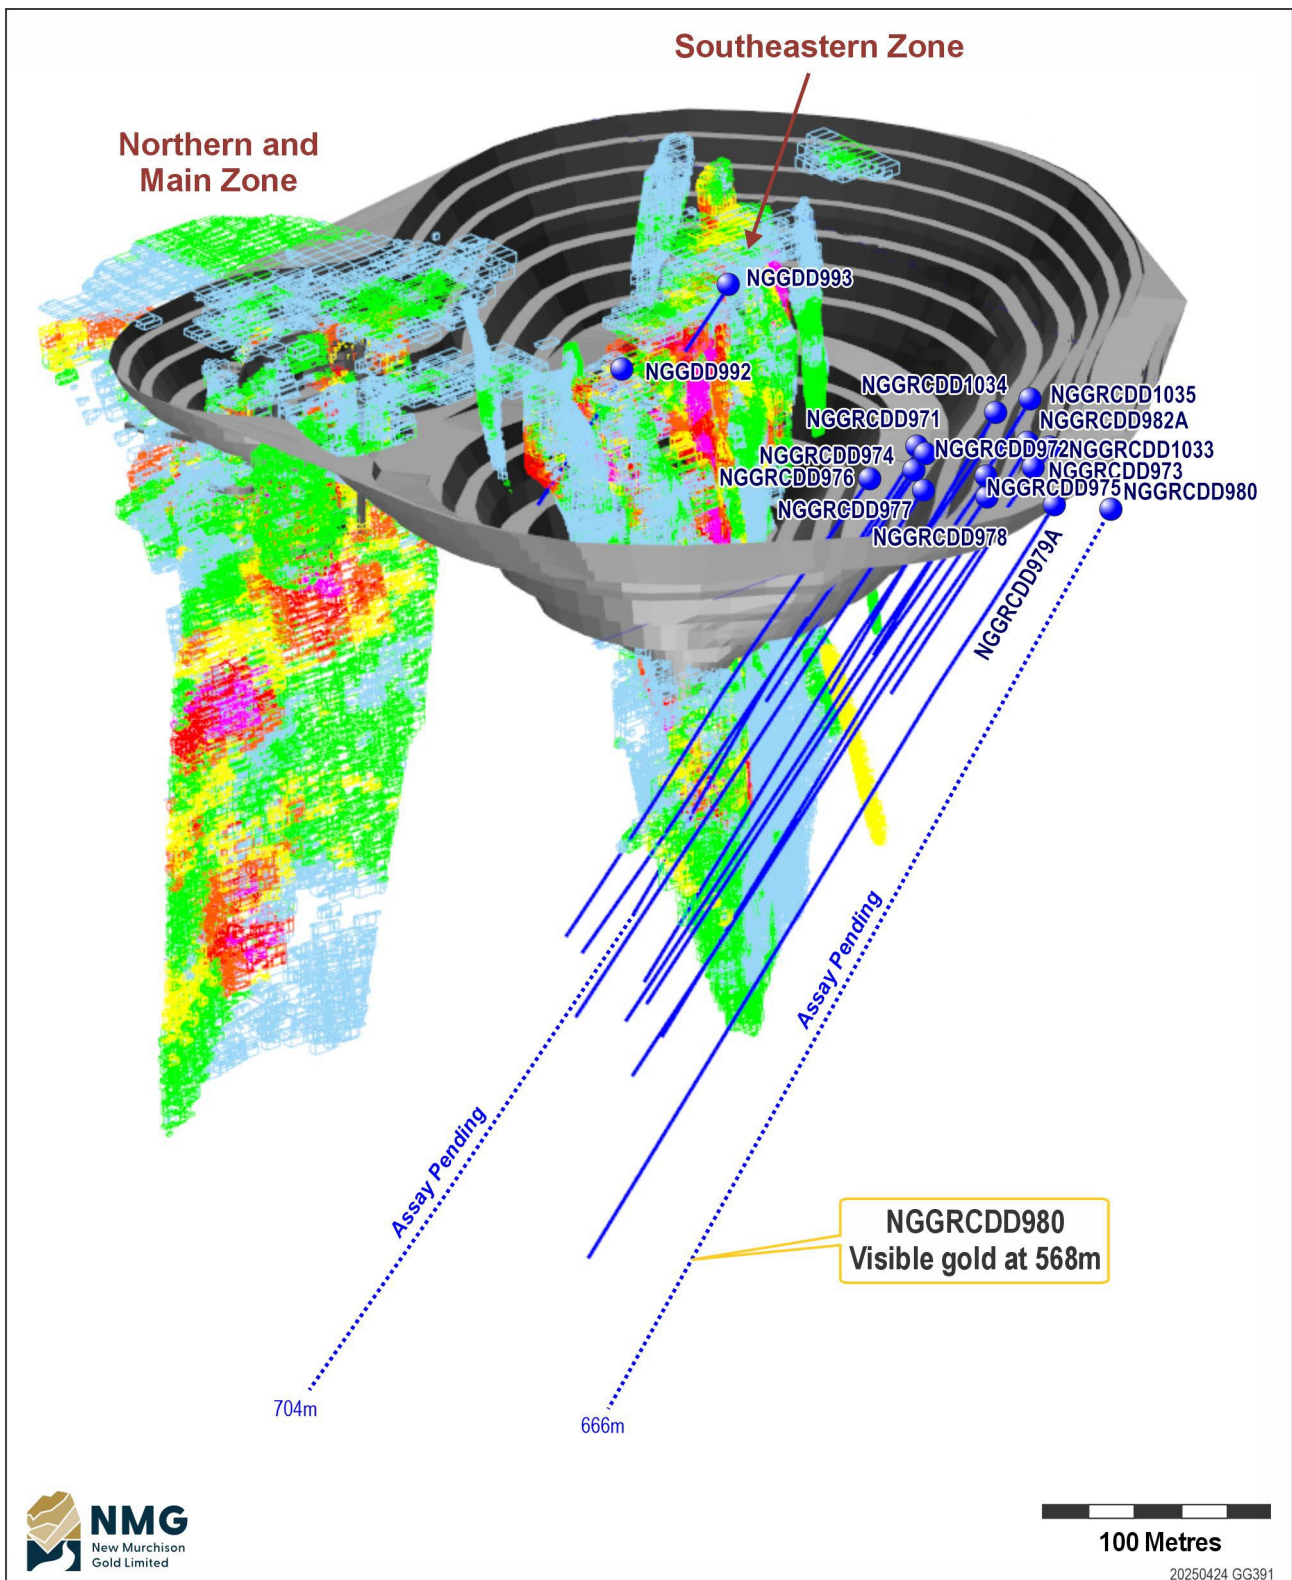 Southeastern Zone
Northern and
Main Zone
NGGDD993
NGGDD992
NGGRCDD1034
NGGRCDD1035
NGGRCDD971
NGGRCDD982A
NGGRCDD974
NGGRCDD972
NGGRCDD1033
NGGRCDD976
NGGRCDD973
NGGRCDD975
NGGRCDD980
NGGRCDD977
NGGRCDD978
NGGRCDD979A
Assay Pending
Assay Pending
NGGRCDD980
Visible gold at 568m
704m
666m
NMG
New Murchison
Gold Limited
100 Metres
20250424 GG391